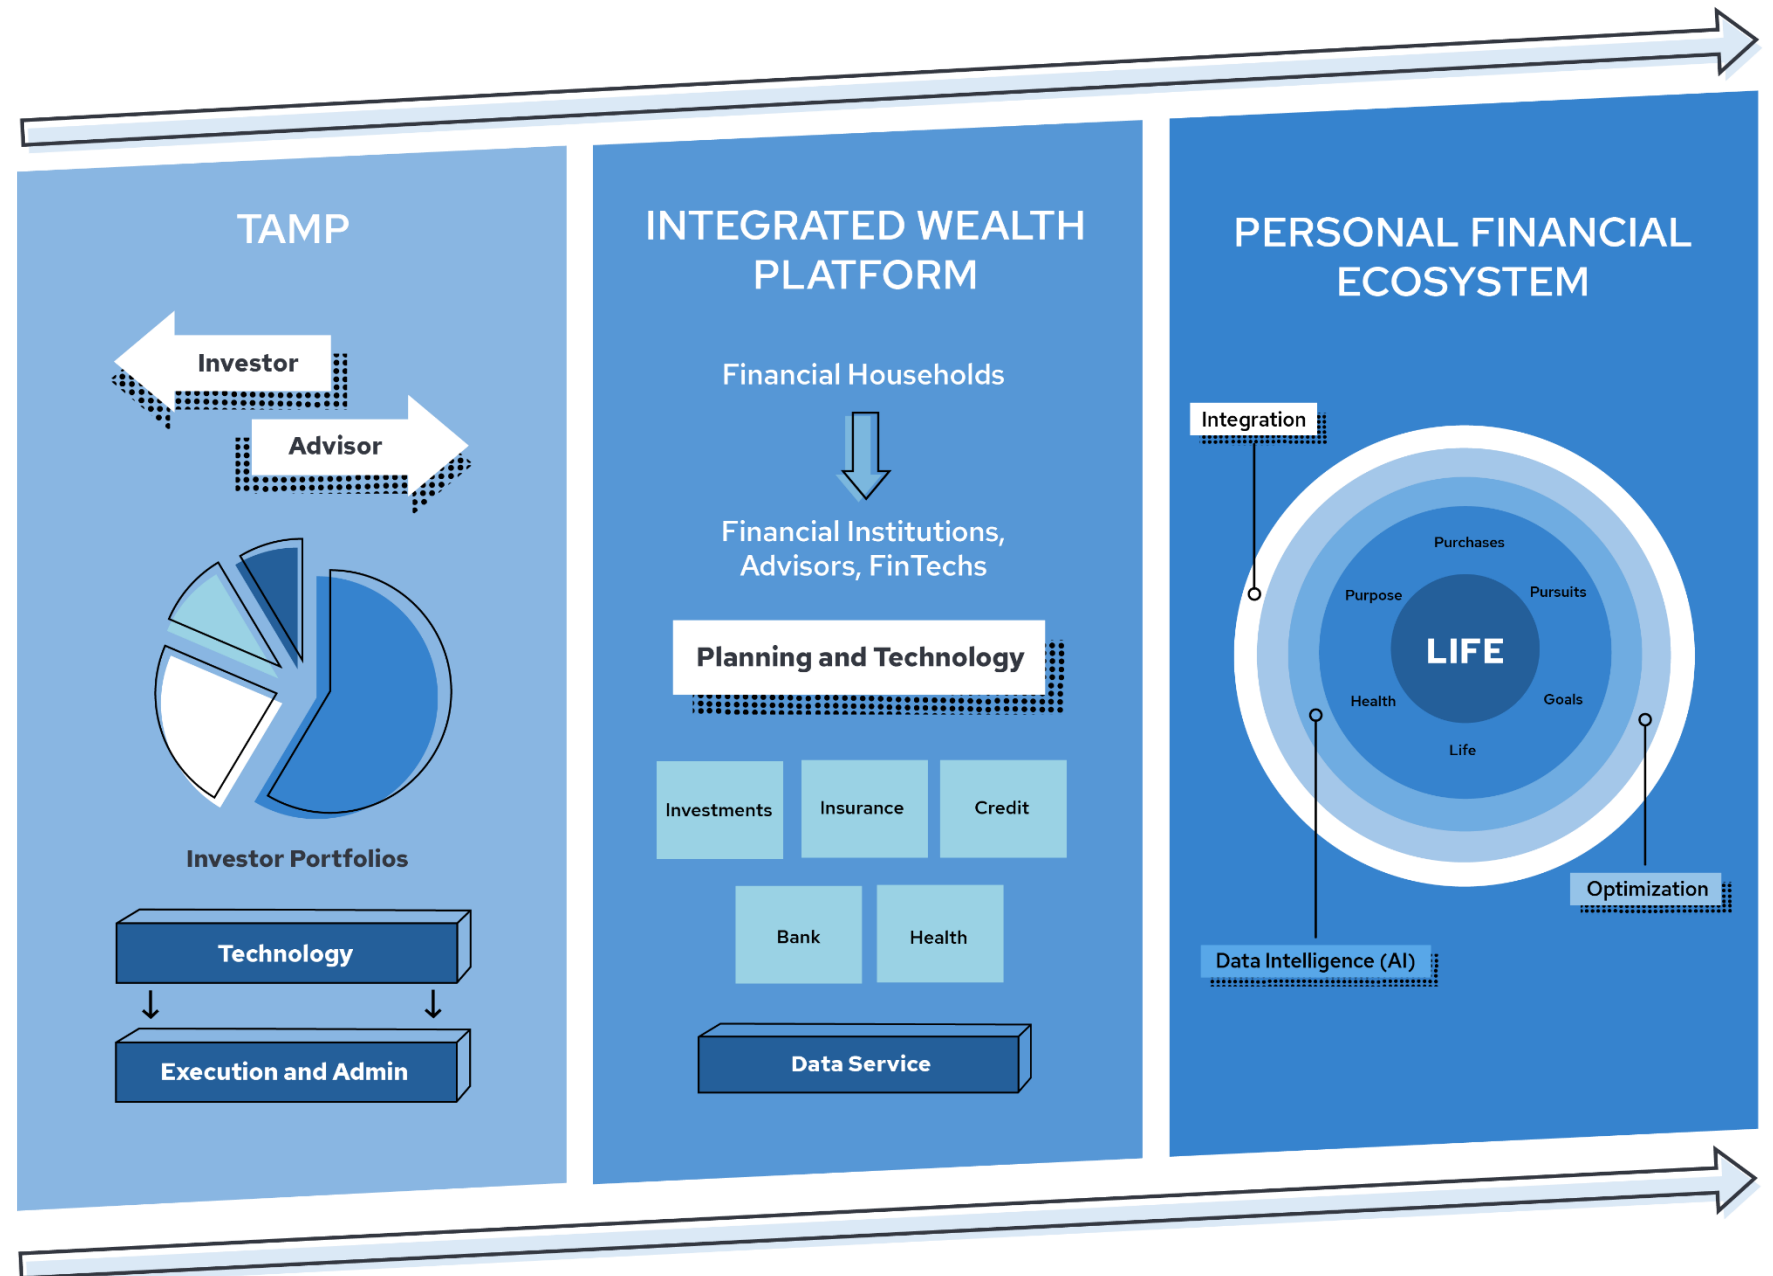 TAMP
Investor
Advisor
Investor Portfolios
Technology
Execution and Admin
INTEGRATED WEALTH
PLATFORM
Financial Households
Financial Institutions,
Advisors, FinTechs
Planning and Technology
Investments
Insurance
Credit
Bank
Health
Data Service
PERSONAL FINANCIAL
ECOSYSTEM
Integration
Purchases
Purpose
Pursuits
LIFE
Health
Goals
Life
Optimization
Data Intelligence (AI)